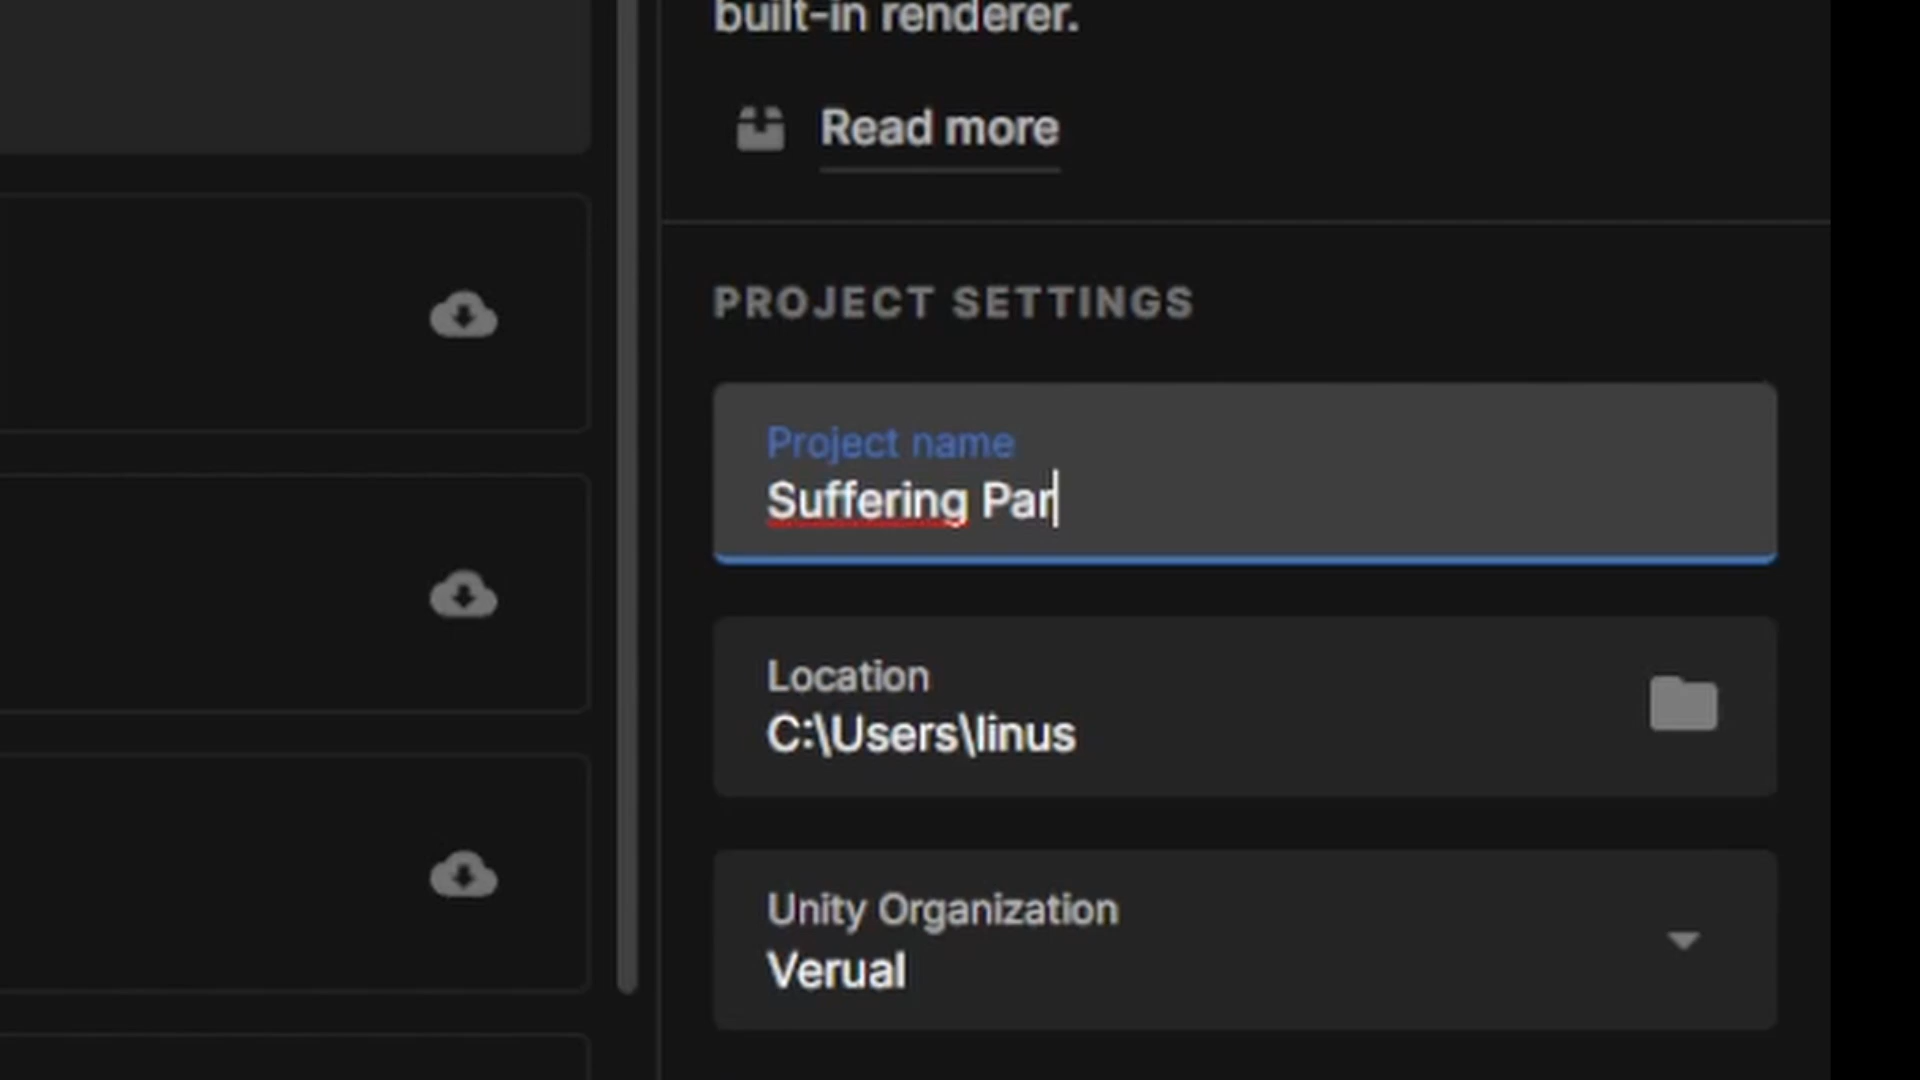 built-in renderer.
Read more
PROJECT SETTINGS
Project name
Suffering Par
Location
C:\Users\linus
Unity Organization
Verual